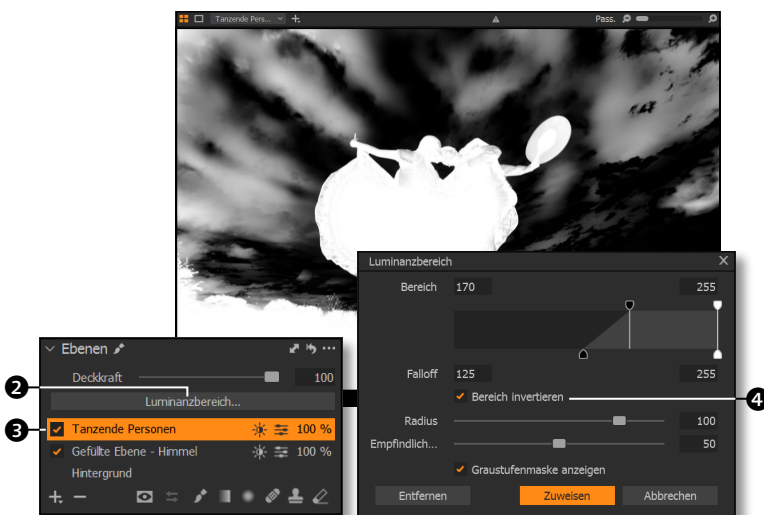 Tanzende Pers...
Pass.
Luminanzbereich
Bereich 170 255
Falloff 125 255
Bereich invertieren
Radius 100
Empfindlich... 50
Graustufenmaske anzeigen
Entfernen Zuweisen Abbrechen
Ebenen
Deckkraft 100
Luminanzbereich...
Tanzende Personen 100 %
Gefüllte Ebene - Himmel 100 %
Hintergrund
2
3
4